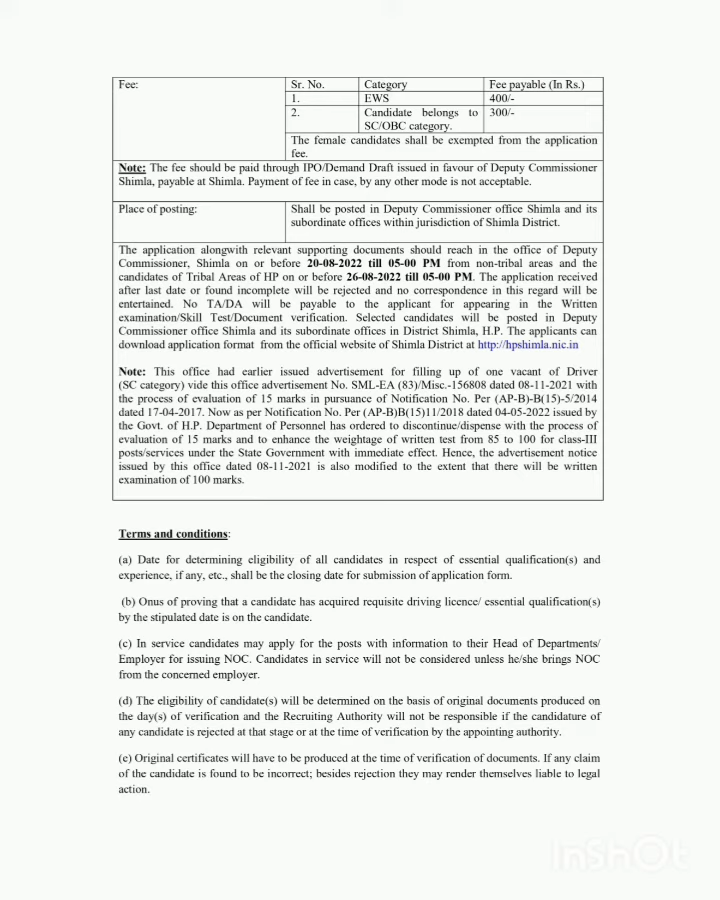 Fee:
Sr. No. Category Fee payable (In Rs.)
1. EWS 400/-
2. Candidate belongs to 300/-
SC/OBC category.
The female candidates shall be exempted from the application
fee.
Note: The fee should be paid through IPO/Demand Draft issued in favour of Deputy Commissioner
Shimla, payable at Shimla. Payment of fee in case, by any other mode is not acceptable.
Place of posting: Shall be posted in Deputy Commissioner office Shimla and its
subordinate offices within jurisdiction of Shimla District.
The application alongwith relevant supporting documents should reach in the office of Deputy
Commissioner, Shimla on or before 20-08-2022 till 05-00 PM from non-tribal areas and the
candidates of Tribal Areas of HP on or before 26-08-2022 till 05-00 PM. The application received
after last date or found incomplete will be rejected and no correspondence in this regard will be
entertained. No TA/DA will be payable to the applicant for appearing in the Written
examination/Skill Test/Document verification. Selected candidates will be posted in Deputy
Commissioner office Shimla and its subordinate offices in District Shimla, H.P. The applicants can
download application format from the official website of Shimla District at http://hpshimla.nic.in
Note: This office had earlier issued advertisement for filling up of one vacant of Driver
(SC category) vide this office advertisement No. SML-EA (83)/Misc.-156808 dated 08-11-2021 with
the process of evaluation of 15 marks in pursuance of Notification No. Per (AP-B)-B(15)-5/2014
dated 17-04-2017. Now as per Notification No. Per (AP-B)B(15)11/2018 dated 04-05-2022 issued by
the Govt. of H.P. Department of Personnel has ordered to discontinue/dispense with the process of
evaluation of 15 marks and to enhance the weightage of written test from 85 to 100 for class-III
posts/services under the State Government with immediate effect. Hence, the advertisement notice
issued by this office dated 08-11-2021 is also modified to the extent that there will be written
examination of 100 marks.
Terms and conditions:
(a) Date for determining eligibility of all candidates in respect of essential qualification(s) and
experience, if any, etc., shall be the closing date for submission of application form.
(b) Onus of proving that a candidate has acquired requisite driving licence/ essential qualification(s)
by the stipulated date is on the candidate.
(c) In service candidates may apply for the posts with information to their Head of Departments/
Employer for issuing NOC. Candidates in service will not be considered unless he/she brings NOC
from the concerned employer.
(d) The eligibility of candidate(s) will be determined on the basis of original documents produced on
the day(s) of verification and the Recruiting Authority will not be responsible if the candidature of
any candidate is rejected at that stage or at the time of verification by the appointing authority.
(e) Original certificates will have to be produced at the time of verification of documents. If any claim
of the candidate is found to be incorrect; besides rejection they may render themselves liable to legal
action.
InShOt